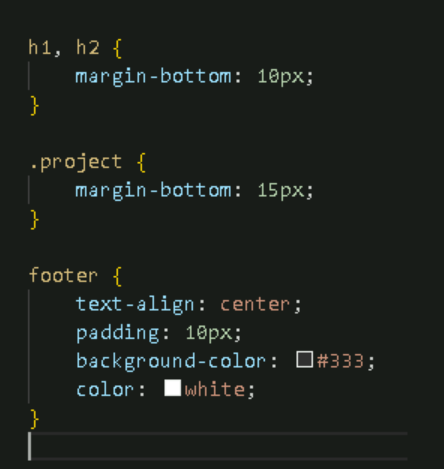 h1, h2 {
    margin-bottom: 10px;
}

.project {
    margin-bottom: 15px;
}

footer {
    text-align: center;
    padding: 10px;
    background-color: #333;
    color: white;
}